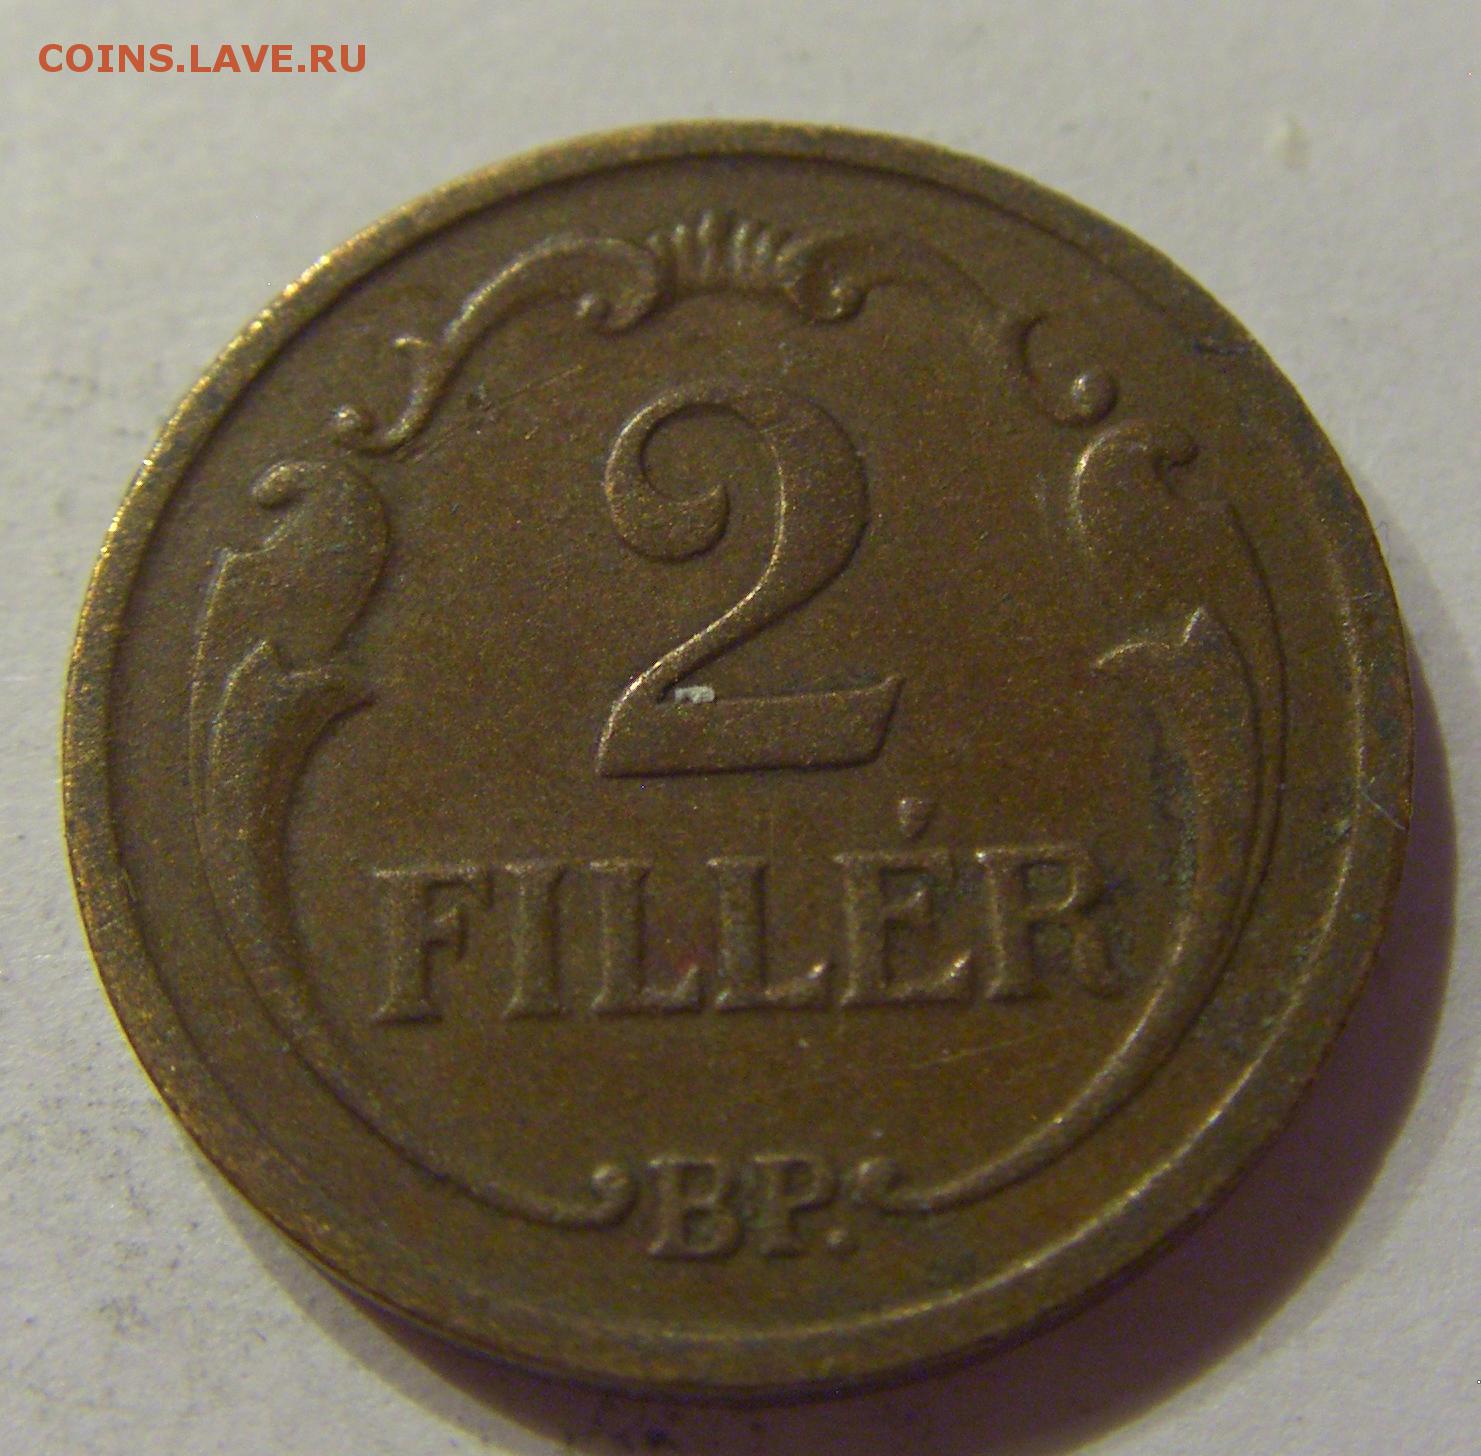 COINS.LAVE.RU
2
FILLÉR
BP.